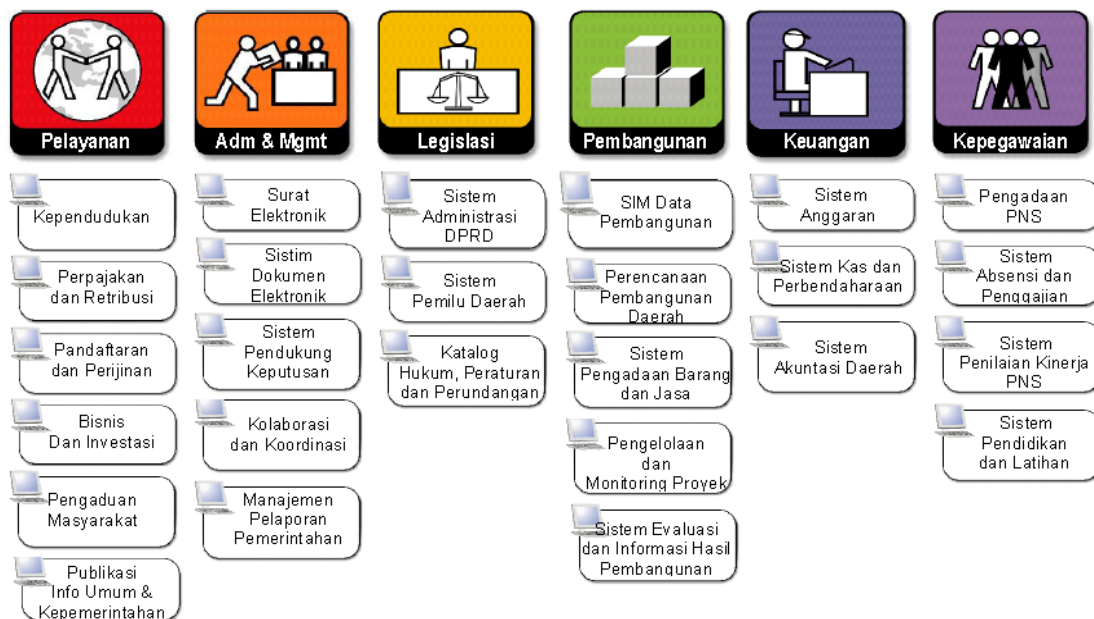 Pelayanan
Kependudukan
Perpajakan
dan Retribusi
Pandaftaran
dan Perijinan
Bisnis
Dan Investasi
Pengaduan
Masyarakat
Publikasi
Info Umum &
Kepemerintahan
Adm & Mgmt
Surat
Elektronik
Sistim
Dokumen
Elektronik
Sistem
Pendukung
Keputusan
Kolaborasi
dan Koordinasi
Manajemen
Pelaporan
Pemerintahan
Legislasi
Sistem
Administrasi
DPRD
Sistem
Pemilu Daerah
Katalog
Hukum, Peraturan
dan Perundangan
Pembangunan
SIM Data
Pembangunan
Perencanaan
Pembangunan
Daerah
Sistem
Pengadaan Barang
dan Jasa
Pengelolaan
dan
Monitoring Proyek
Sistem Evaluasi
dan Informasi Hasil
Pembangunan
Keuangan
Sistem
Anggaran
Sistem Kas dan
Perbendaharaan
Sistem
Akuntasi Daerah
Kepegawaian
Pengadaan
PNS
Sistem
Absensi dan
Penggajian
Sistem
Penilaian Kinerja
PNS
Sistem
Pendidikan
dan Latihan